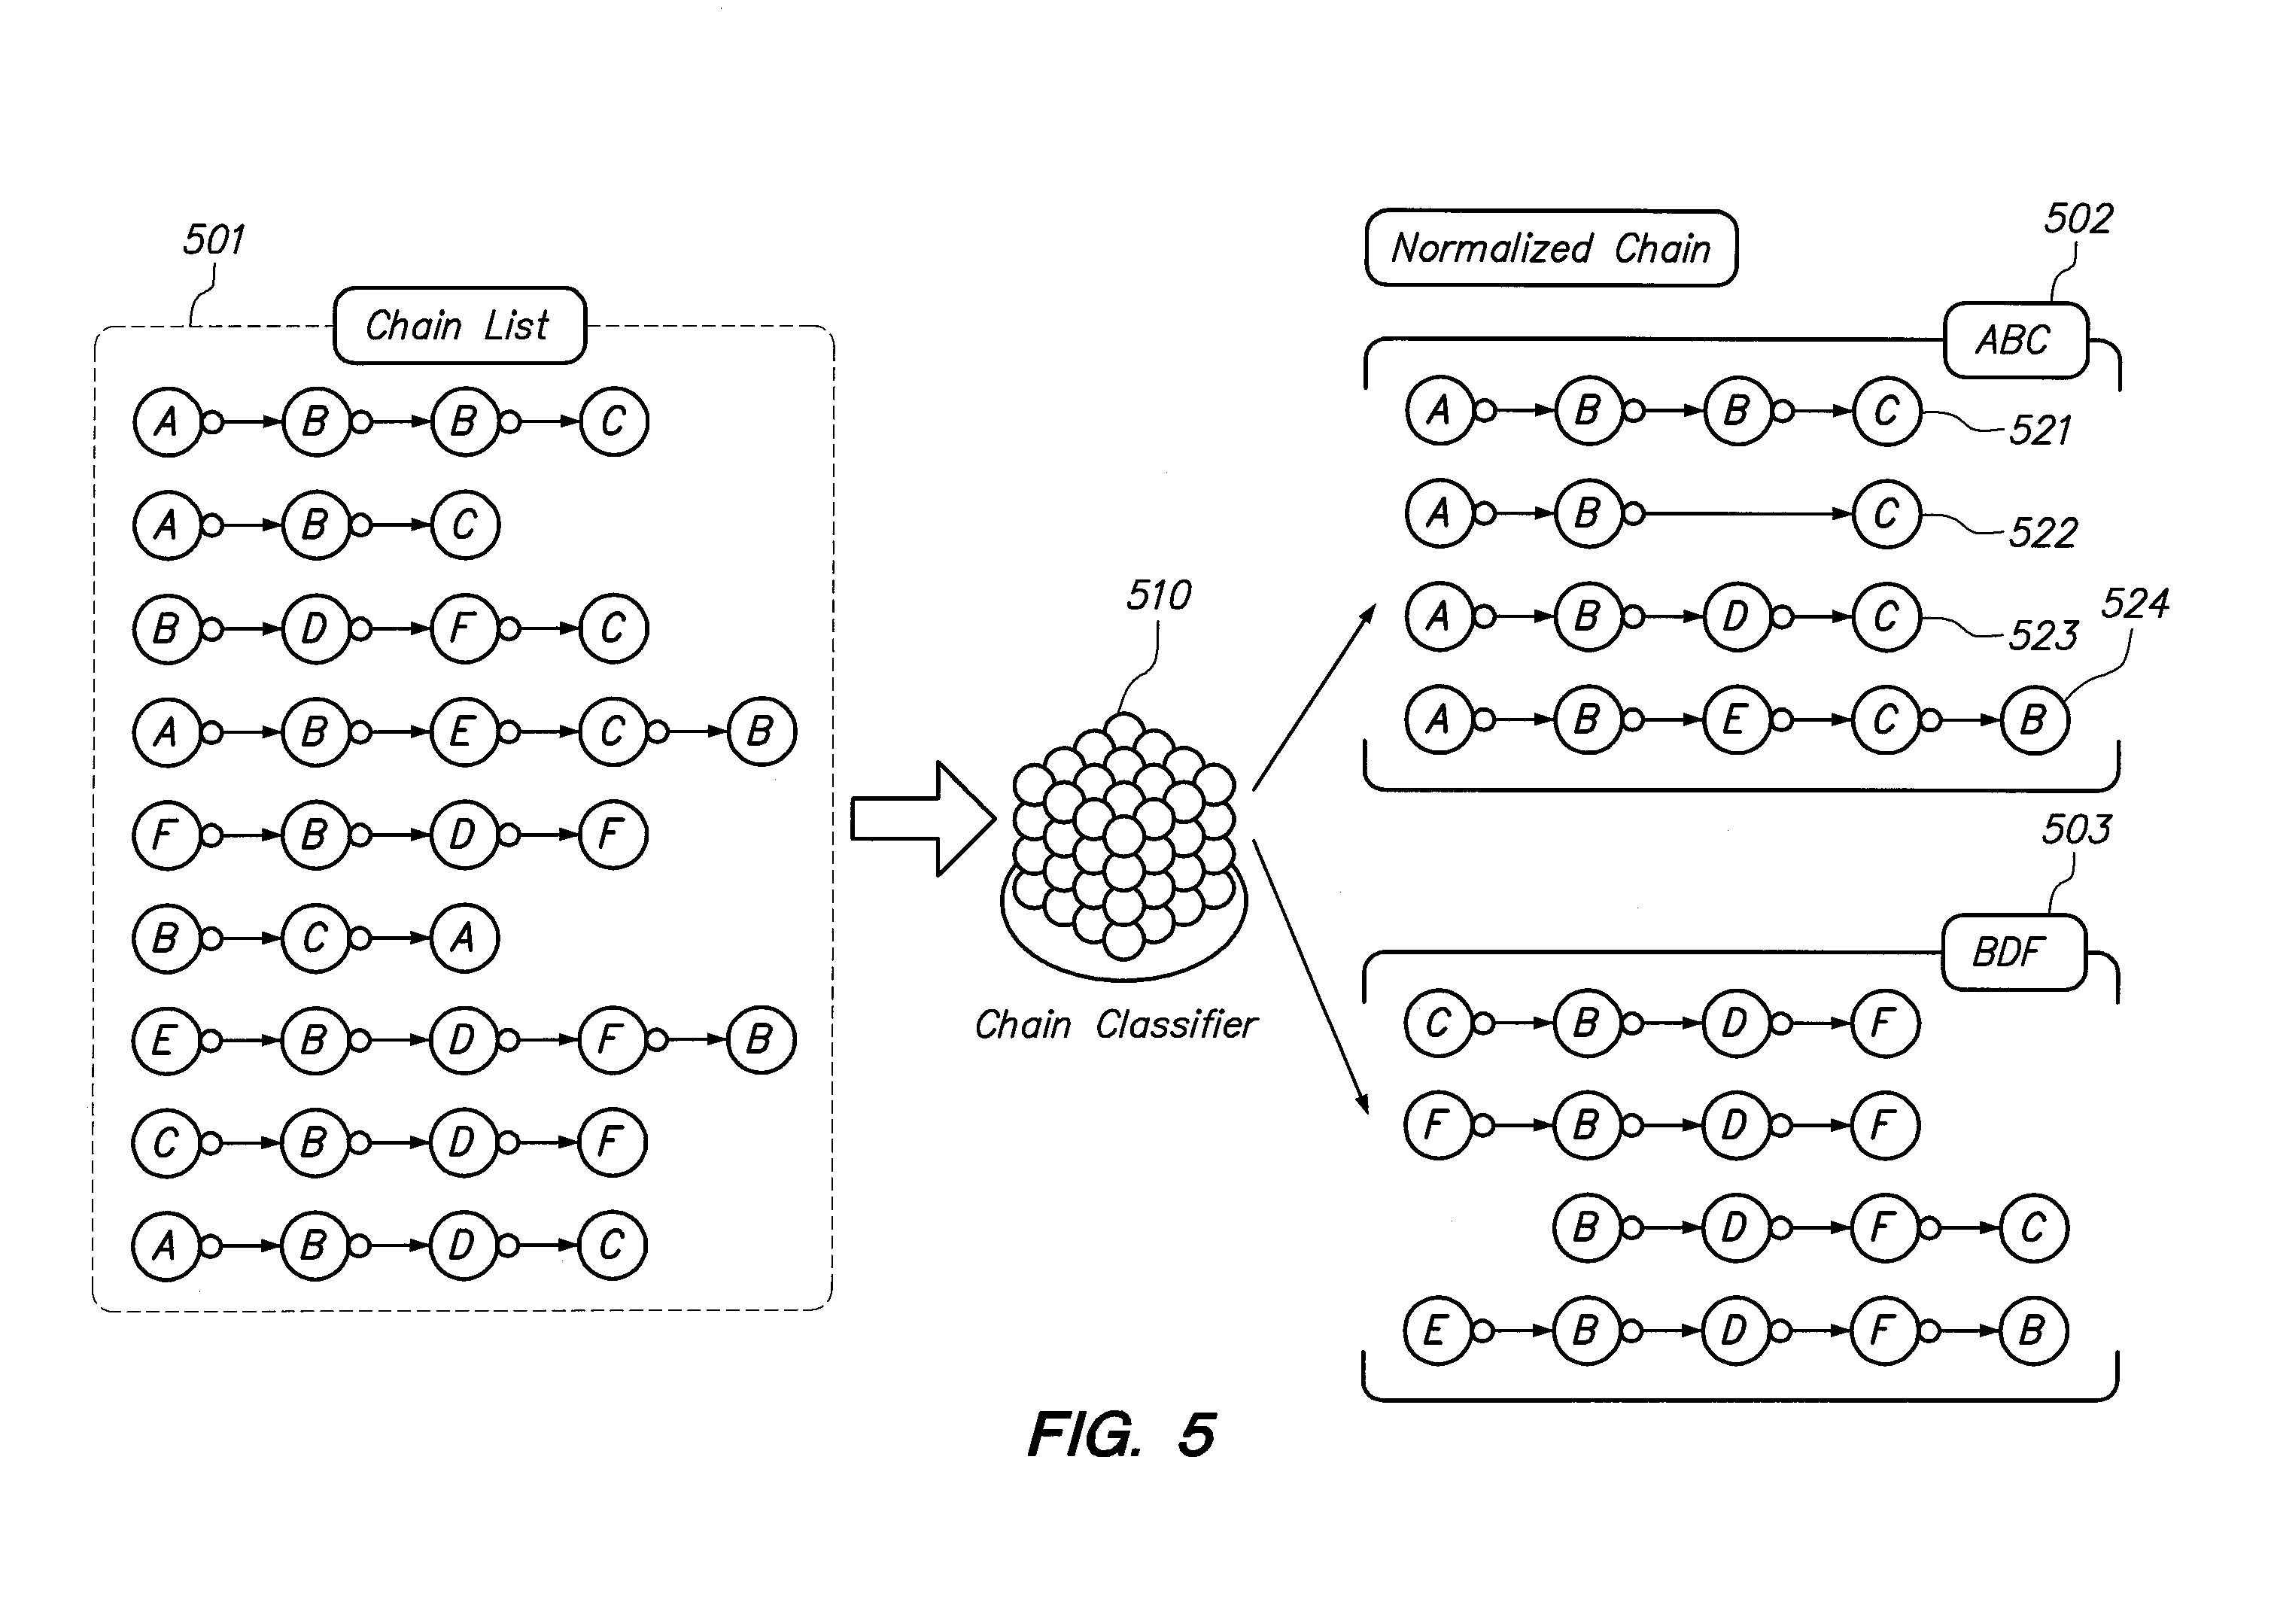 501
Chain List
A B B C
A B C
B D F C
A B E C B
F B D F
B C A
E B D F B
C B D F
A B D C
510
Chain Classifier
Normalized Chain
502
ABC
A B B C 521
A B C 522
A B D C 523
524
A B E C B
503
BDF
C B D F
F B D F
B D F C
E B D F B
FIG. 5